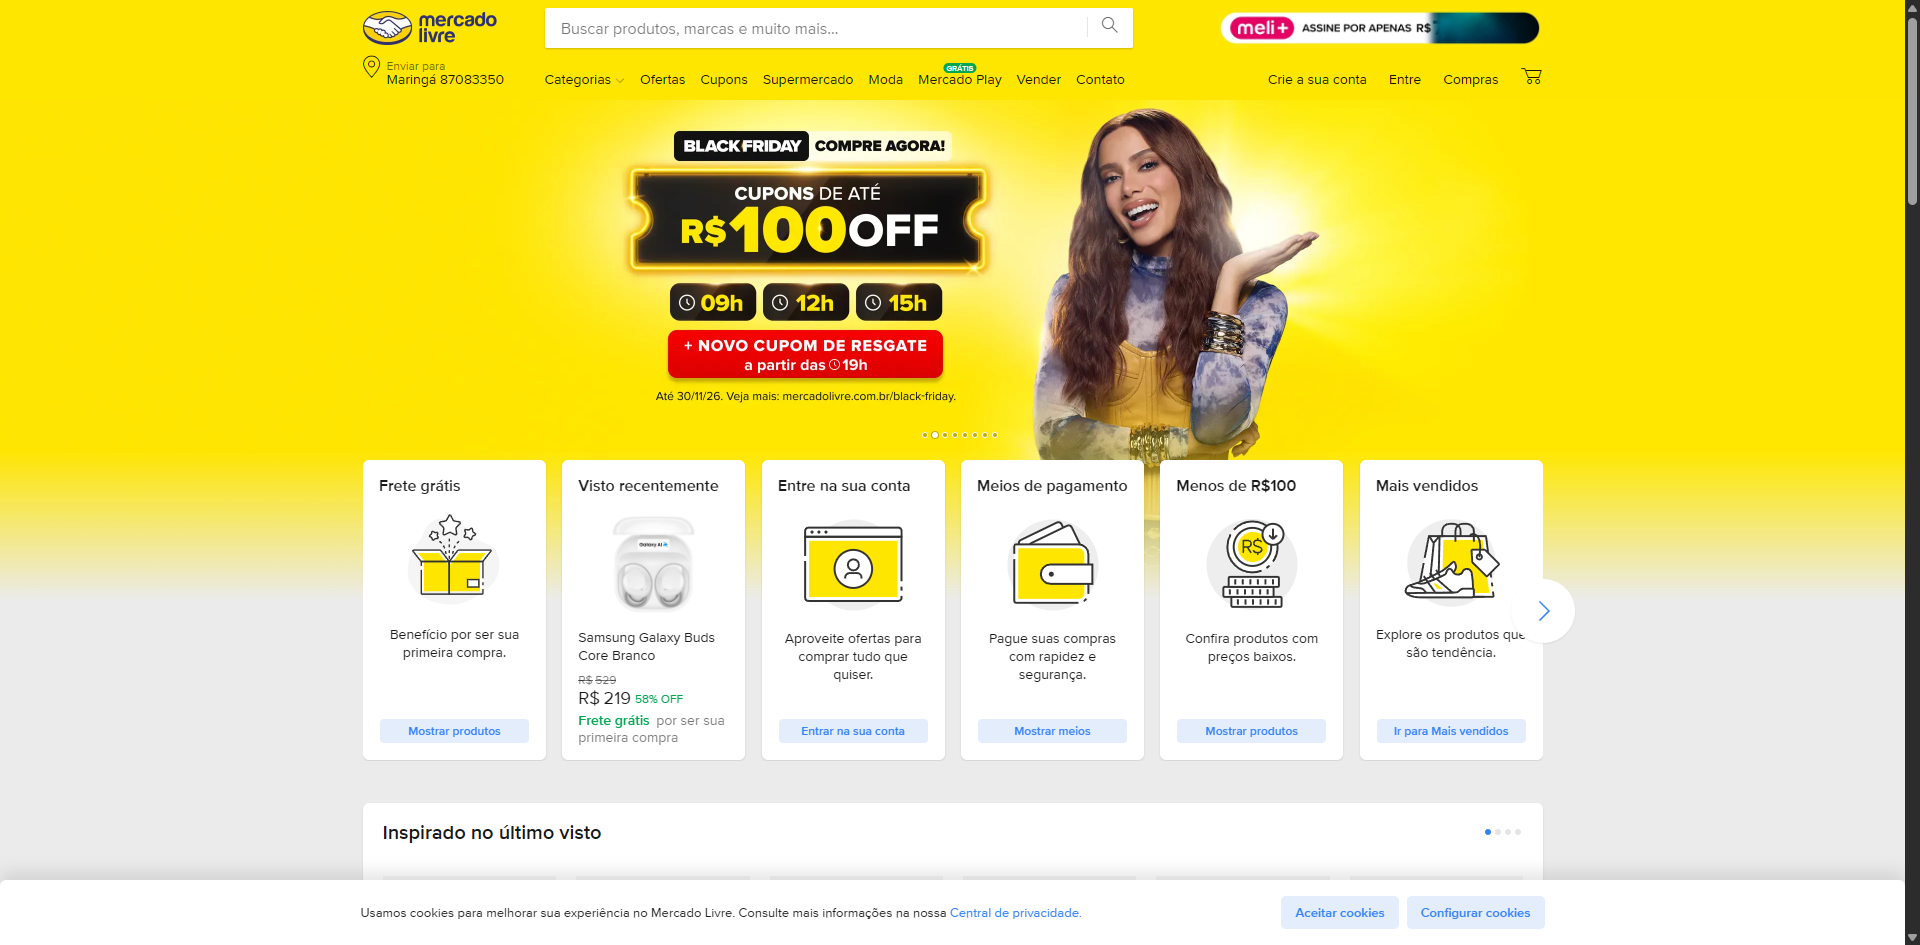 mercado
livre
Buscar produtos, marcas e muito mais...
meli+ ASSINE POR APENAS R$
Enviar para
Maringá 87083350
Categorias
Ofertas
Cupons
Supermercado
Moda
GRÁTIS
Mercado Play
Vender
Contato
Crie a sua conta
Entre
Compras
BLACK FRIDAY COMPRE AGORA!
CUPONS DE ATÉ
R$100OFF
09h
12h
15h
+ NOVO CUPOM DE RESGATE
a partir das 19h
Até 30/11/26. Veja mais: mercadolivre.com.br/black-friday.
Frete grátis
Benefício por ser sua
primeira compra.
Mostrar produtos
Visto recentemente
Galaxy AI
Samsung Galaxy Buds
Core Branco
R$ 529
R$ 219 58% OFF
Frete grátis por ser sua
primeira compra
Entre na sua conta
Aproveite ofertas para
comprar tudo que
quiser.
Entrar na sua conta
Meios de pagamento
Pague suas compras
com rapidez e
segurança.
Mostrar meios
Menos de R$100
R$
Confira produtos com
preços baixos.
Mostrar produtos
Mais vendidos
Explore os produtos que
são tendência.
Ir para Mais vendidos
Inspirado no último visto
Usamos cookies para melhorar sua experiência no Mercado Livre. Consulte mais informações na nossa Central de privacidade.
Aceitar cookies
Configurar cookies